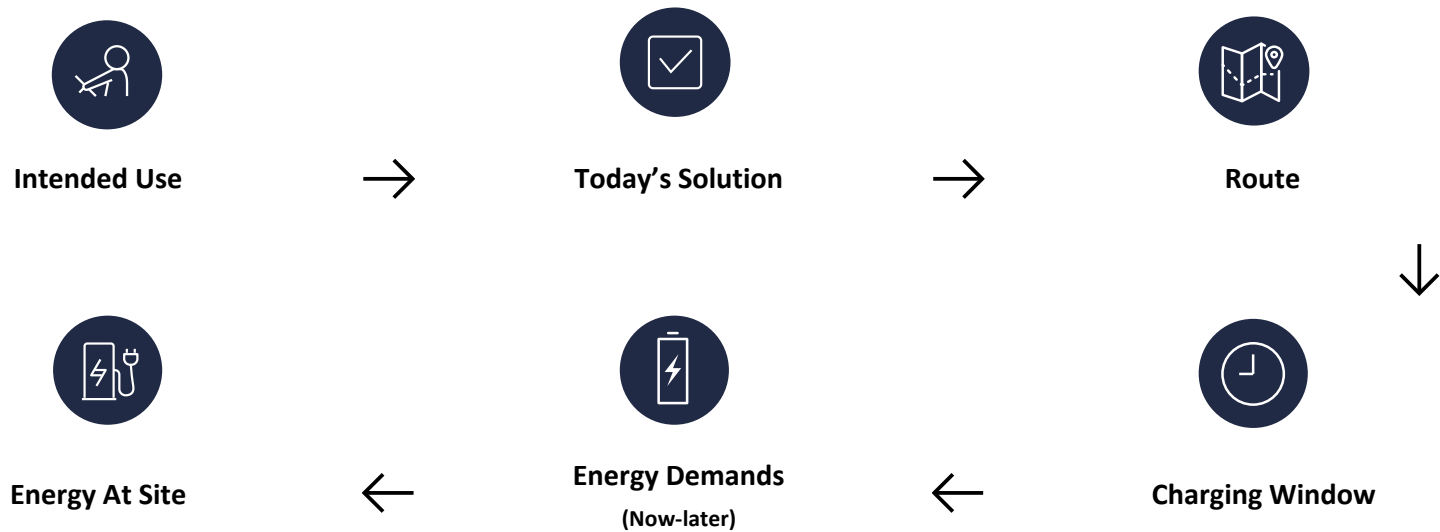 Intended Use
Today’s Solution
Route
Energy At Site
Energy Demands
(Now-later)
Charging Window